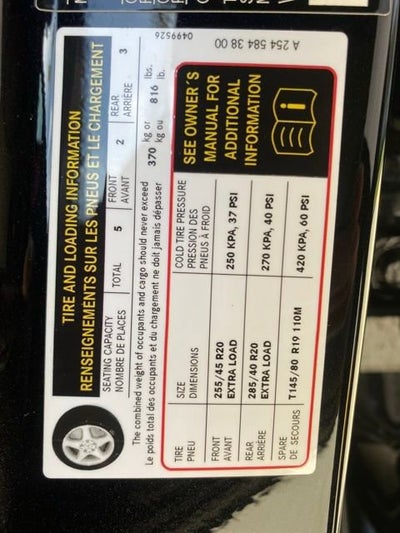 TIRE AND LOADING INFORMATION
RENSEIGNEMENTS SUR LES PNEUS ET LE CHARGEMENT
SEATING CAPACITY TOTAL 5 FRONT 2 REAR 3
NOMBRE DE PLACES AVANT ARRIÈRE
The combined weight of occupants and cargo should never exceed 370 kg or 816 lbs.
Le poids total des occupants et du chargement ne doit jamais dépasser kg ou lb.
TIRE SIZE COLD TIRE PRESSURE
PNEU DIMENSIONS PRESSION DES
PNEUS À FROID
FRONT 255/45 R20 250 KPA, 37 PSI
AVANT EXTRA LOAD
REAR 285/40 R20 270 KPA, 40 PSI
ARRIÈRE EXTRA LOAD
SPARE T145/80 R19 110M 420 KPA, 60 PSI
DE SECOURS
SEE OWNER'S
MANUAL FOR
ADDITIONAL
INFORMATION
i
0499526
A 254 584 38 00